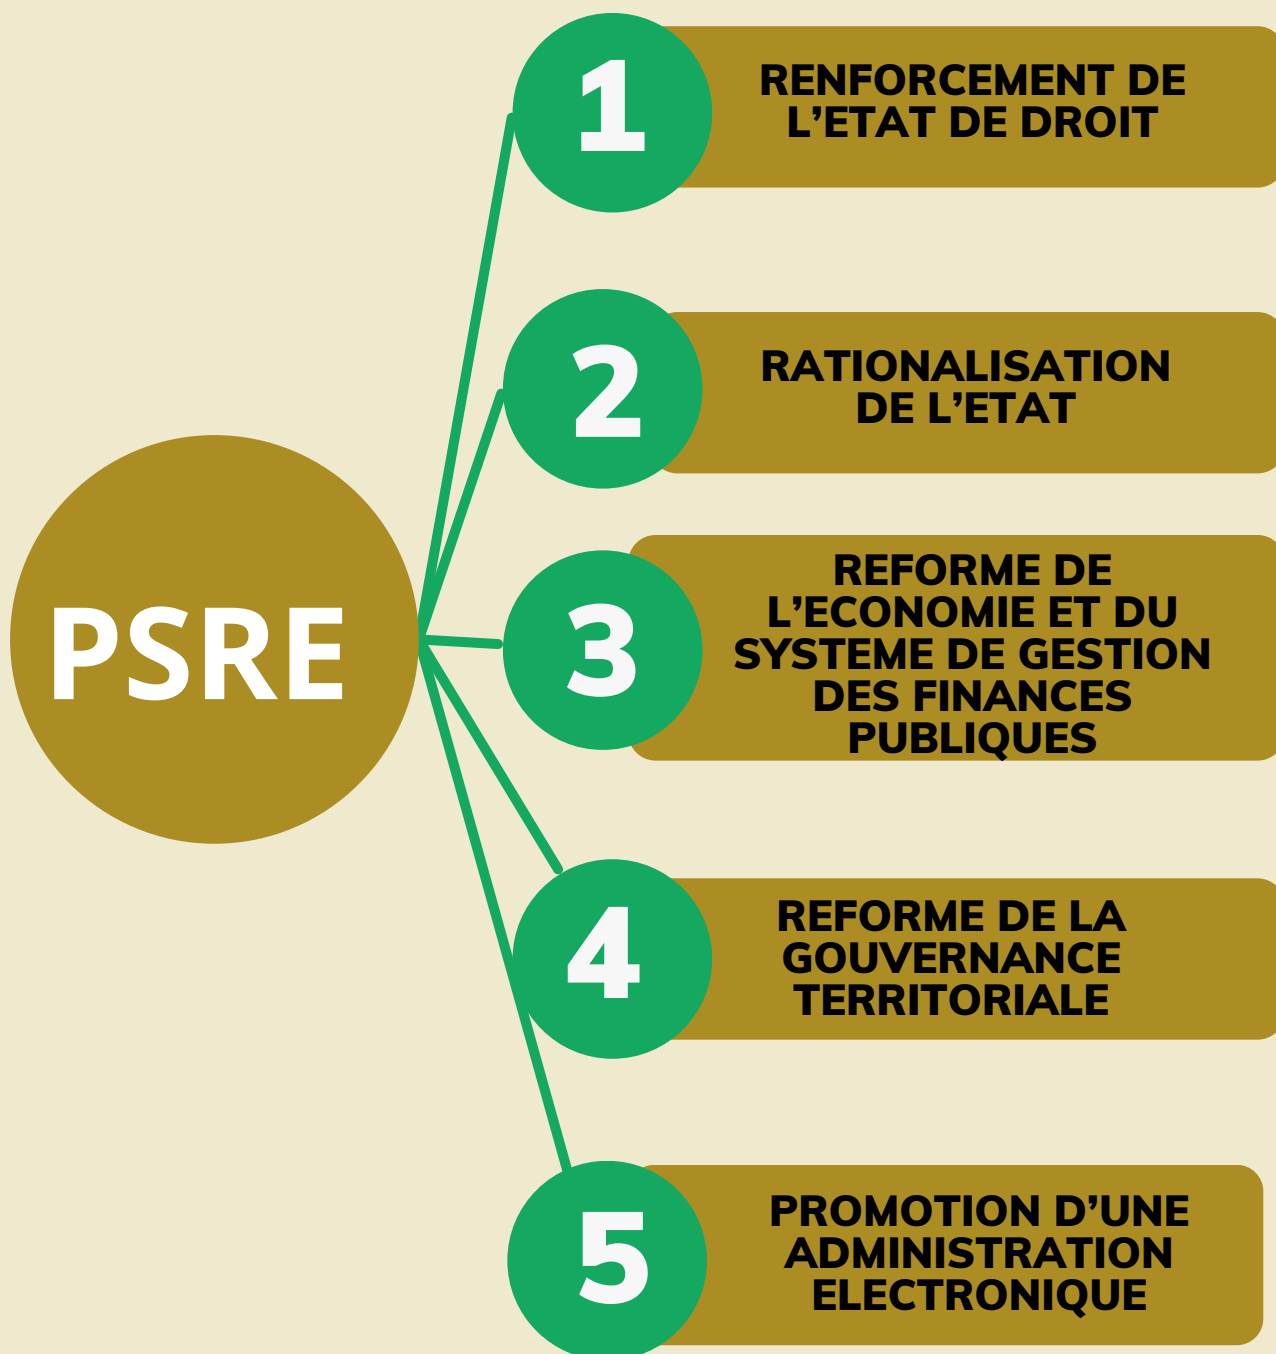 PSRE
1
RENFORCEMENT DE
L’ETAT DE DROIT
2
RATIONALISATION
DE L’ETAT
3
REFORME DE
L’ECONOMIE ET DU
SYSTEME DE GESTION
DES FINANCES
PUBLIQUES
4
REFORME DE LA
GOUVERNANCE
TERRITORIALE
5
PROMOTION D’UNE
ADMINISTRATION
ELECTRONIQUE